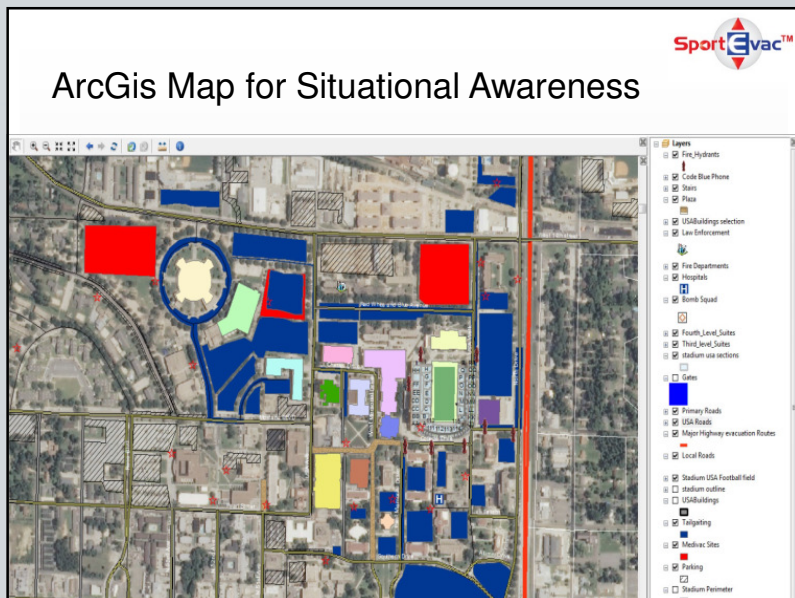 SportEvac™
ArcGis Map for Situational Awareness
Layers
Fire_Hydrants
Code Blue Phone
Stairs
Plaza
USABuildings selection
Law Enforcement
Fire Departments
Hospitals
H
Bomb Squad
Fourth_Level_Suites
Third_level_Suites
stadium usa sections
Gates
Primary Roads
USA Roads
Major Highway evacuation Routes
Local Roads
Stadium USA Football field
stadium outline
USABuildings
Tailgaiting
Medivac Sites
Parking
Stadium Perimeter
H